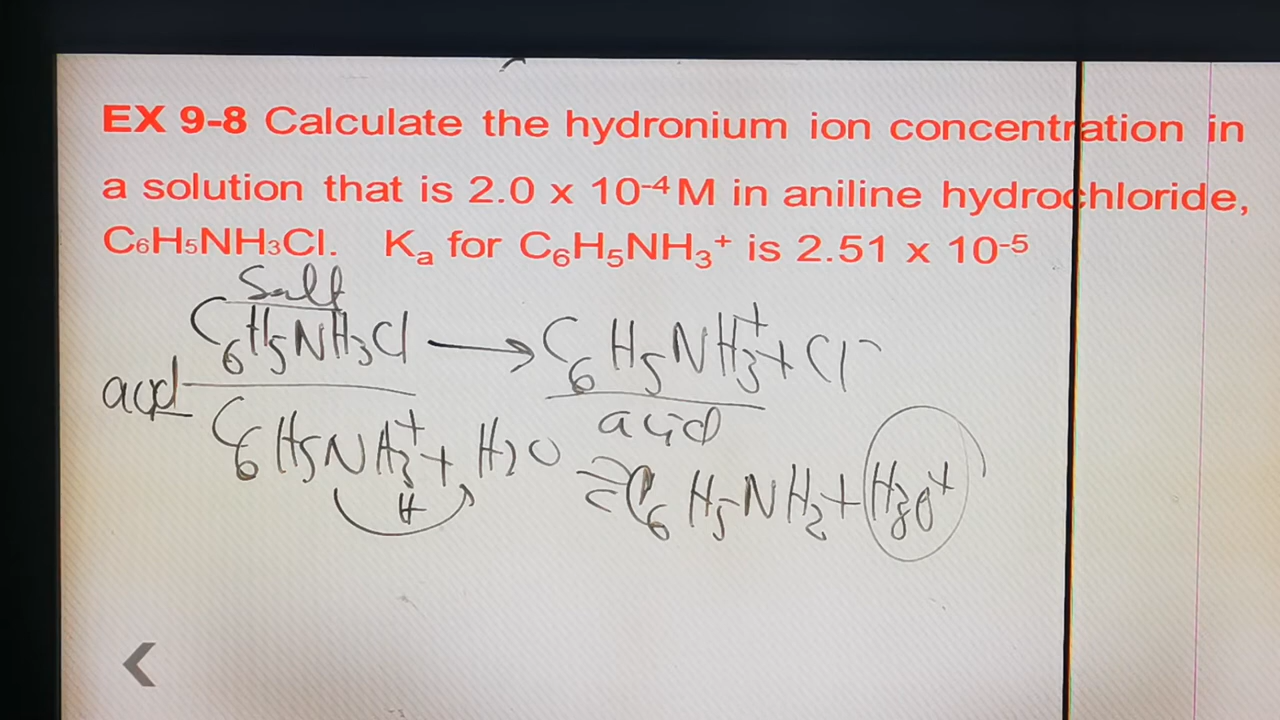 EX 9-8 Calculate the hydronium ion concentration in
a solution that is 2.0 x 10⁻⁴ M in aniline hydrochloride,
C₆H₅NH₃Cl. Kₐ for C₆H₅NH₃⁺ is 2.51 x 10⁻⁵
Salt
C₆H₅NH₃Cl → C₆H₅NH₃⁺ + Cl⁻
acid
acid
C₆H₅NH₃⁺ + H₂O ⇌ C₆H₅NH₂ + H₃O⁺
H